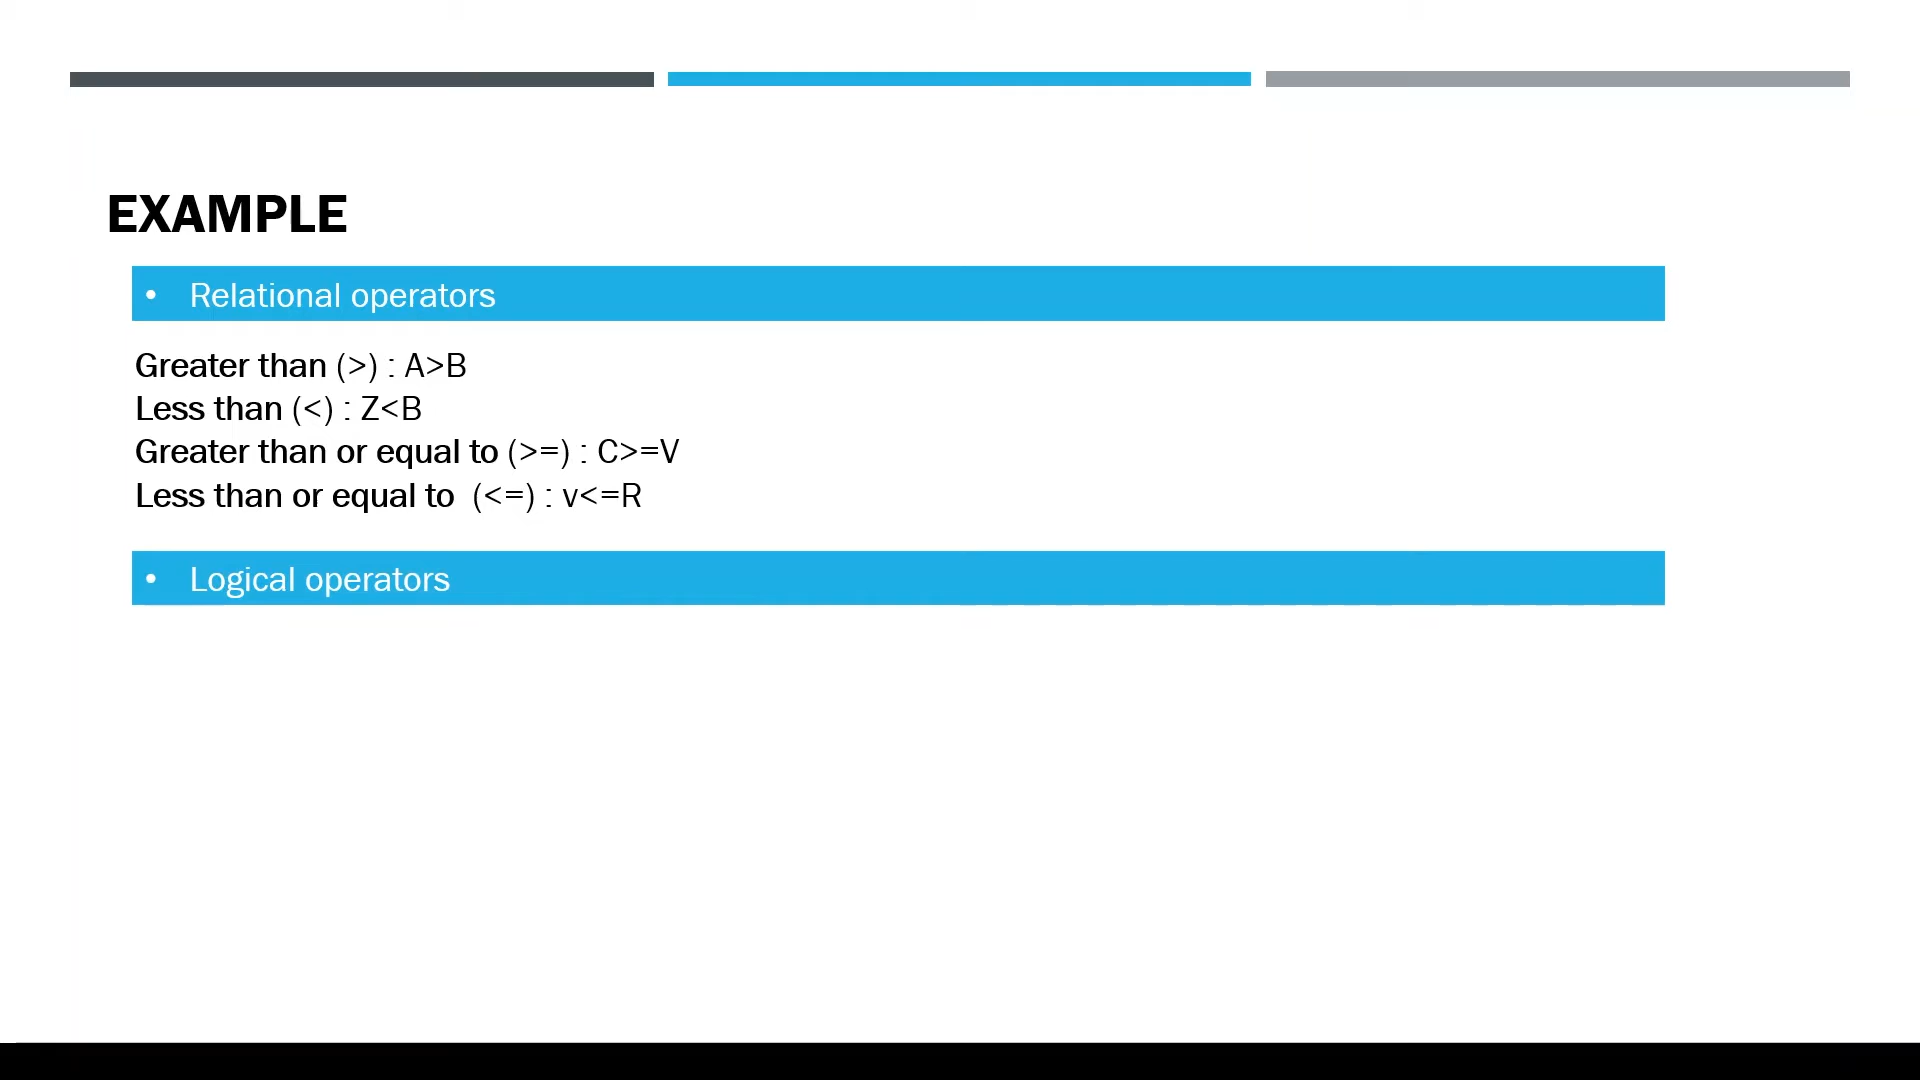 EXAMPLE
• Relational operators
Greater than (>) : A>B
Less than (<) : Z<B
Greater than or equal to (>=) : C>=V
Less than or equal to  (<=) : v<=R
• Logical operators